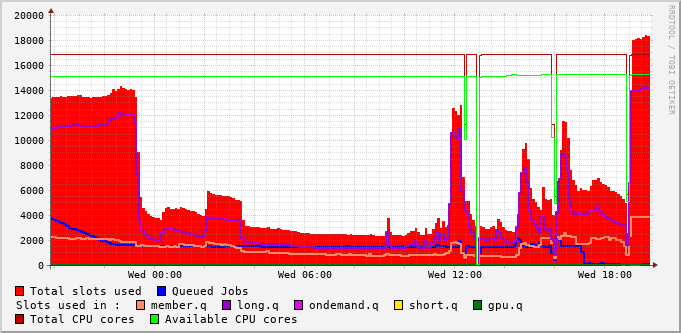 20000
18000
16000
14000
12000
10000
8000
6000
4000
2000
0
Wed 00:00 Wed 06:00 Wed 12:00 Wed 18:00
Total slots used Queued Jobs
Slots used in : member.q long.q ondemand.q short.q gpu.q
Total CPU cores Available CPU cores
RRDTOOL / TOBI OETIKER